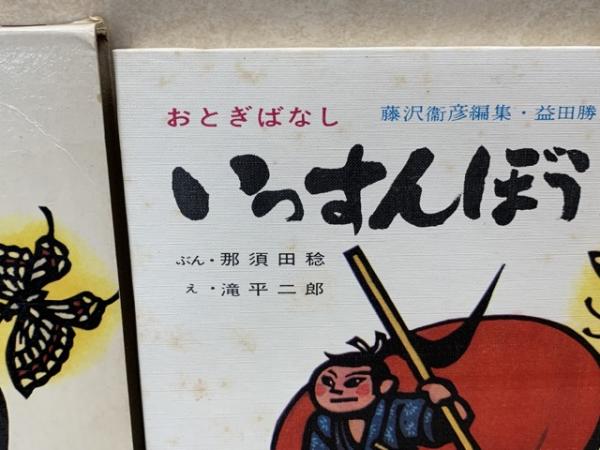 おとぎばなし 藤沢衞彦編集・益田勝
いっすんぼう
ぶん・那須田稔
え・滝平二郎